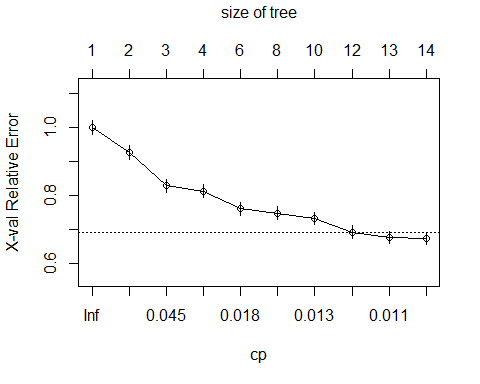 size of tree
1 2 3 4 6 8 10 12 13 14
X-val Relative Error
1.0
0.8
0.6
Inf 0.045 0.018 0.013 0.011
cp